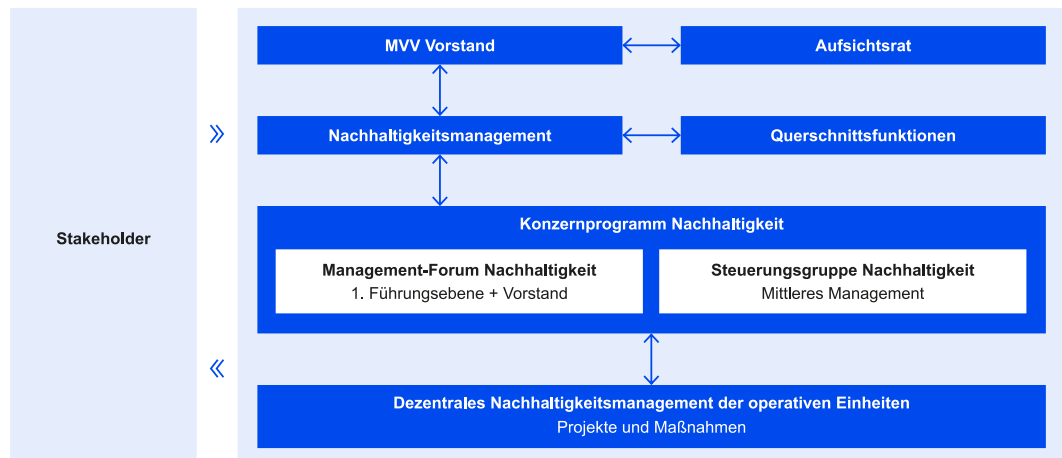 MVV Vorstand
Aufsichtsrat
Nachhaltigkeitsmanagement
Querschnittsfunktionen
Stakeholder
Konzernprogramm Nachhaltigkeit
Management-Forum Nachhaltigkeit
1. Führungsebene + Vorstand
Steuerungsgruppe Nachhaltigkeit
Mittleres Management
Dezentrales Nachhaltigkeitsmanagement der operativen Einheiten
Projekte und Maßnahmen